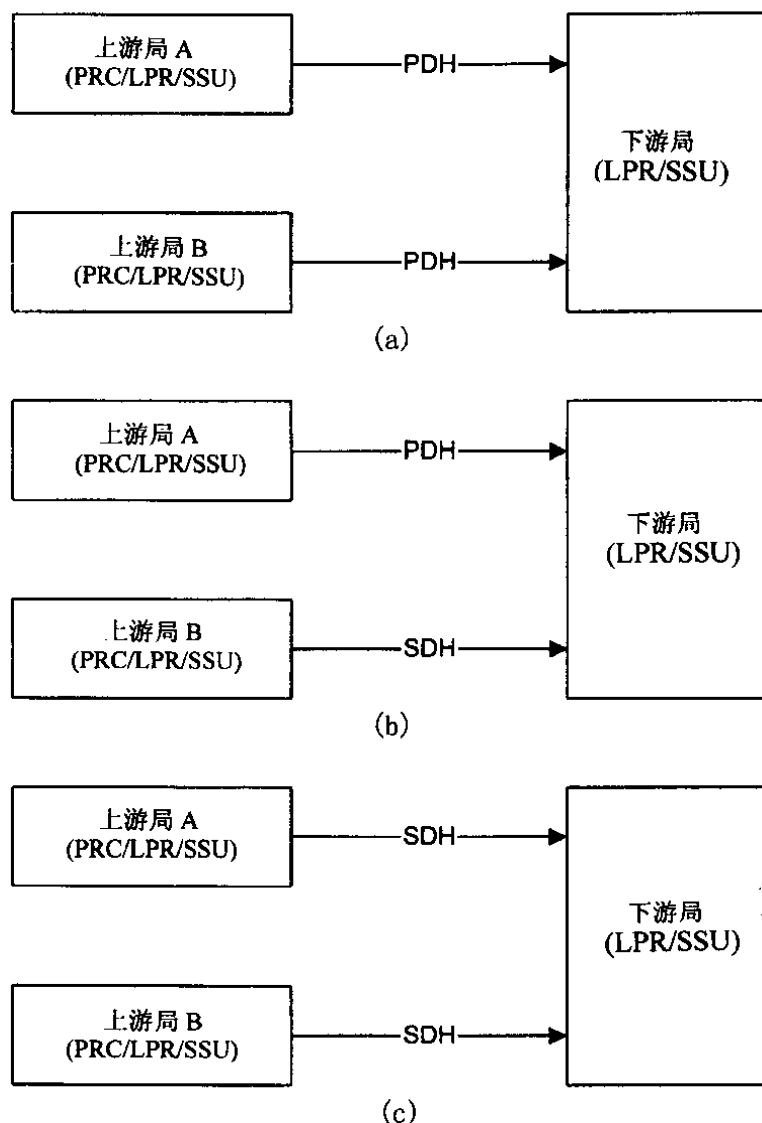 上游局 A
(PRC/LPR/SSU)
PDH
下游局
(LPR/SSU)
上游局 B
(PRC/LPR/SSU)
PDH
(a)
上游局 A
(PRC/LPR/SSU)
PDH
下游局
(LPR/SSU)
上游局 B
(PRC/LPR/SSU)
SDH
(b)
上游局 A
(PRC/LPR/SSU)
SDH
下游局
(LPR/SSU)
上游局 B
(PRC/LPR/SSU)
SDH
(c)